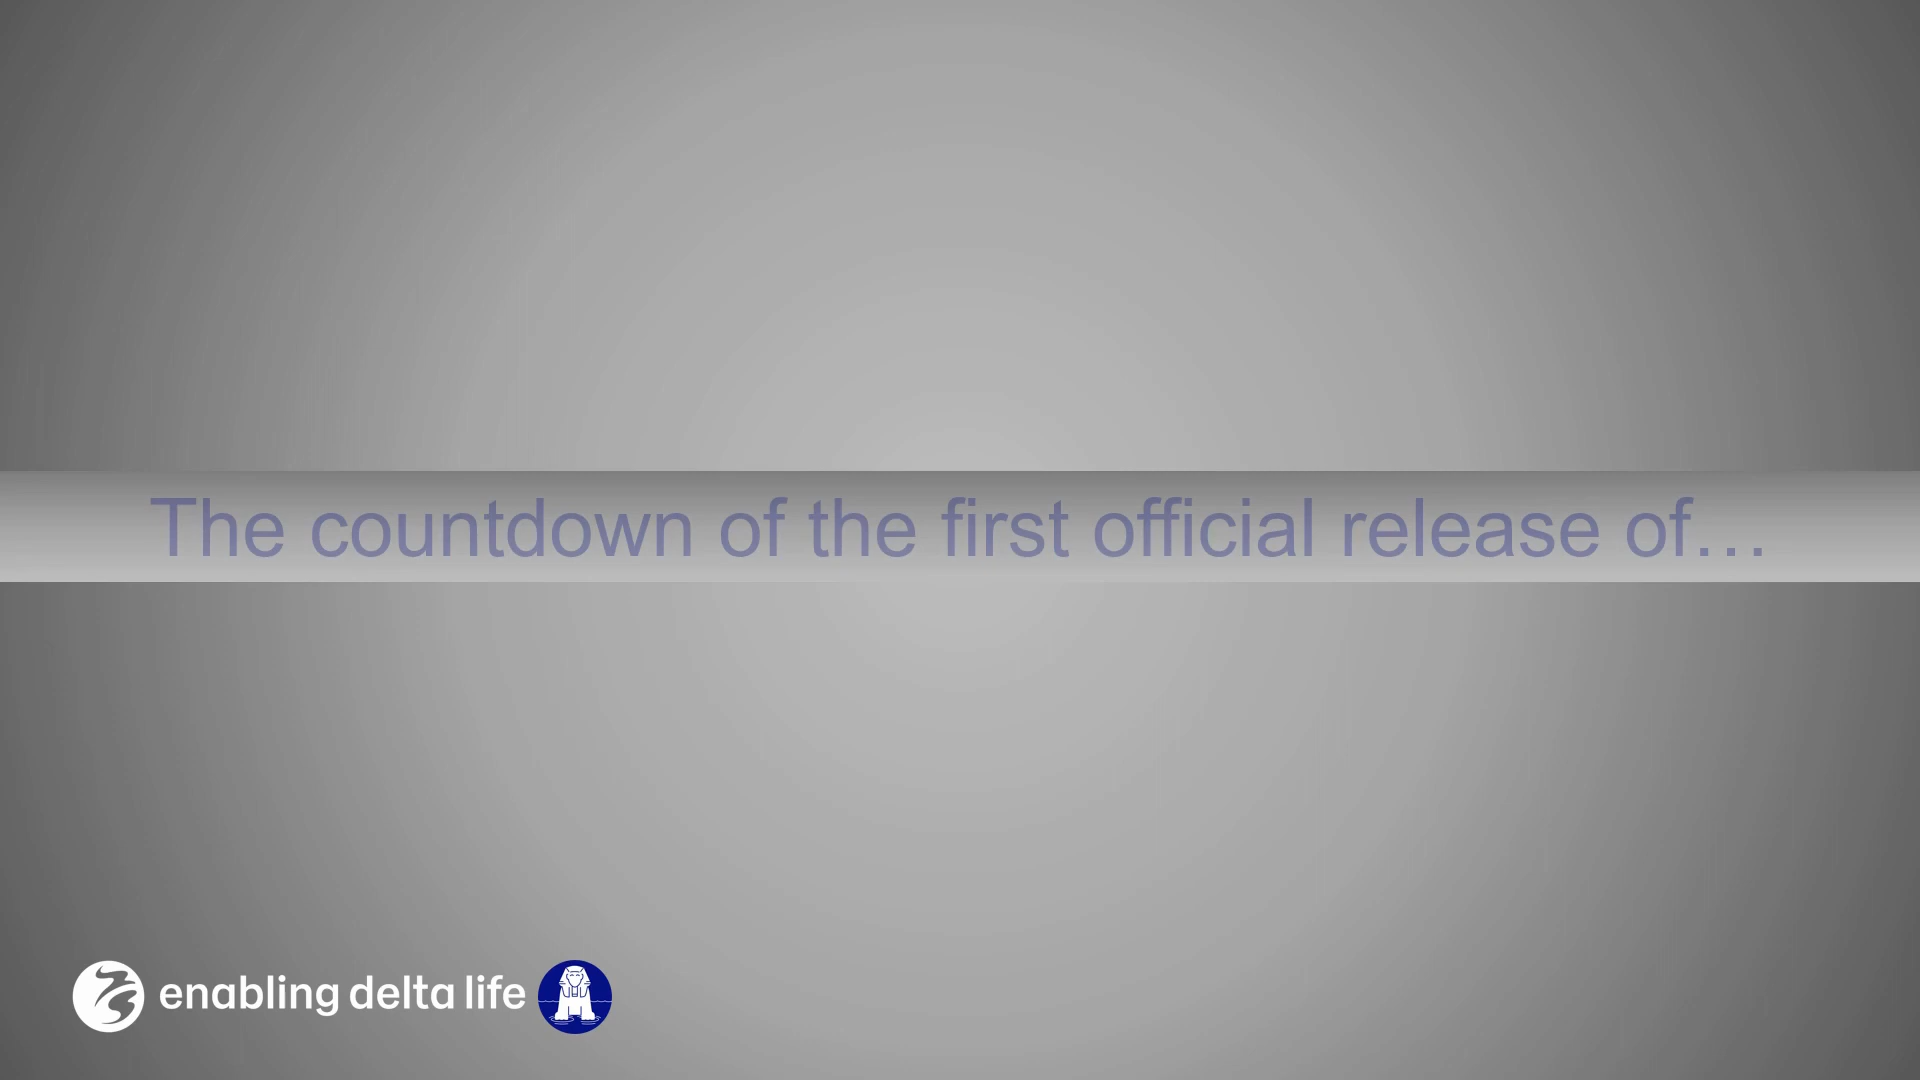 The countdown of the first official release of…
enabling delta life